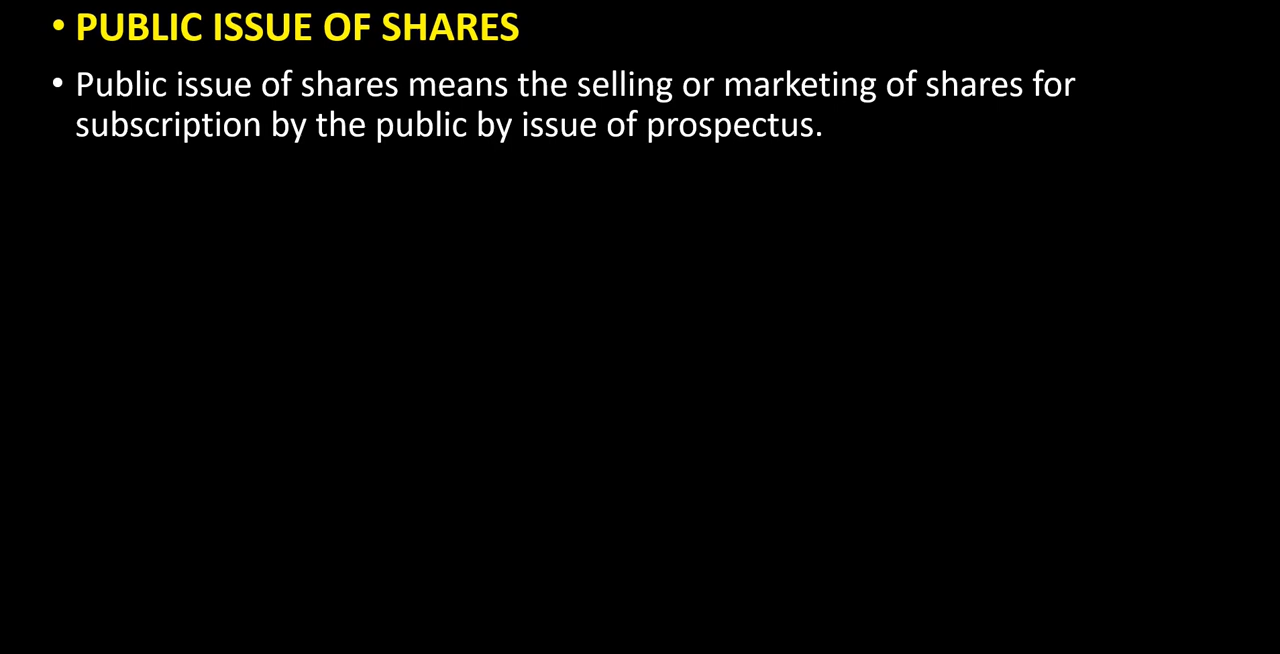 • PUBLIC ISSUE OF SHARES
• Public issue of shares means the selling or marketing of shares for
subscription by the public by issue of prospectus.